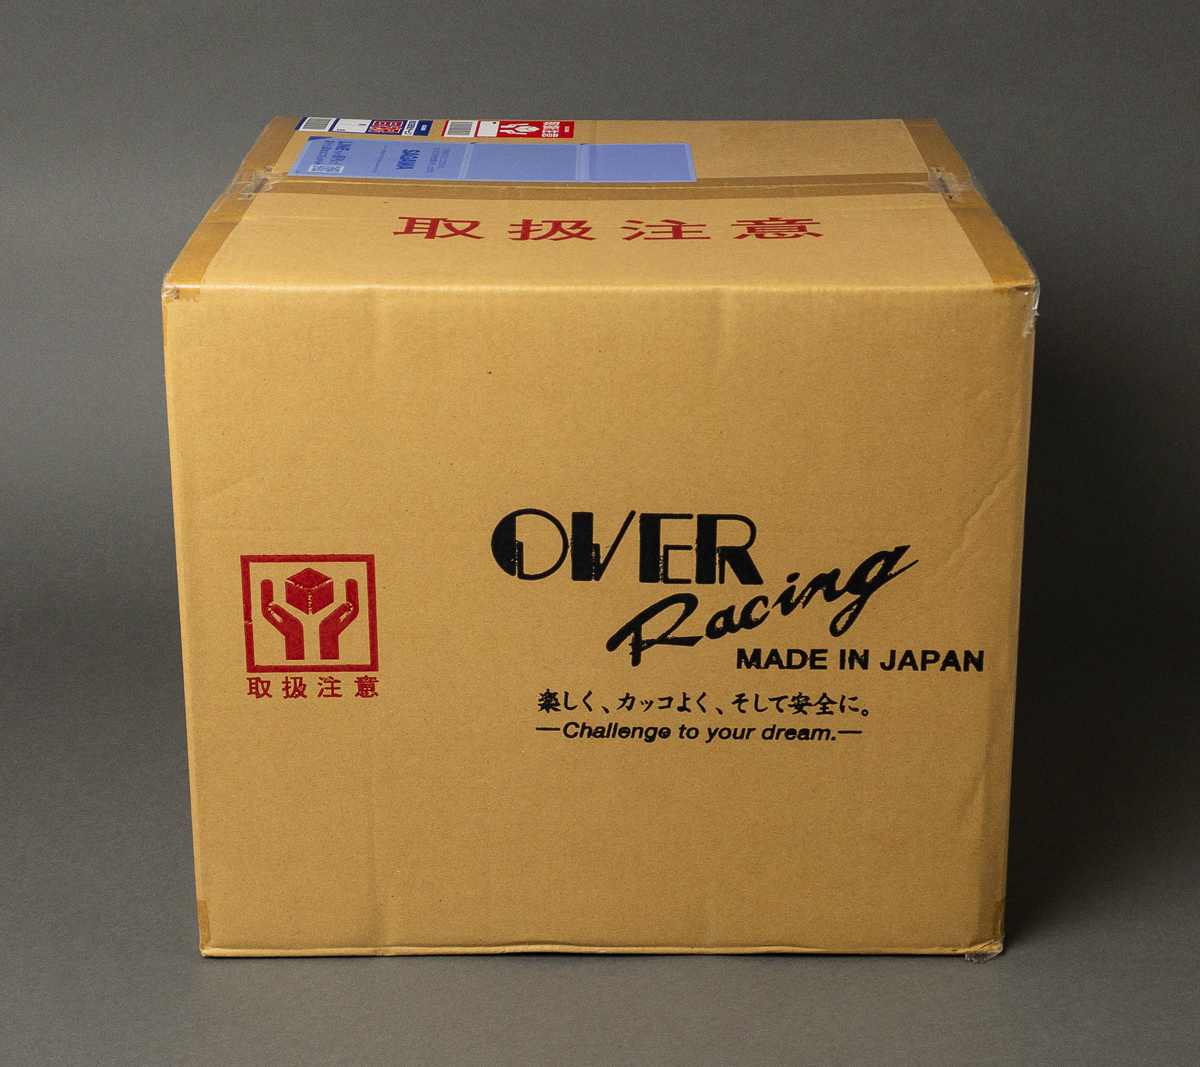 SAGAWA
取扱注意
OVER
Racing
MADE IN JAPAN
取扱注意
楽しく、カッコよく、そして安全に。
—Challenge to your dream.—